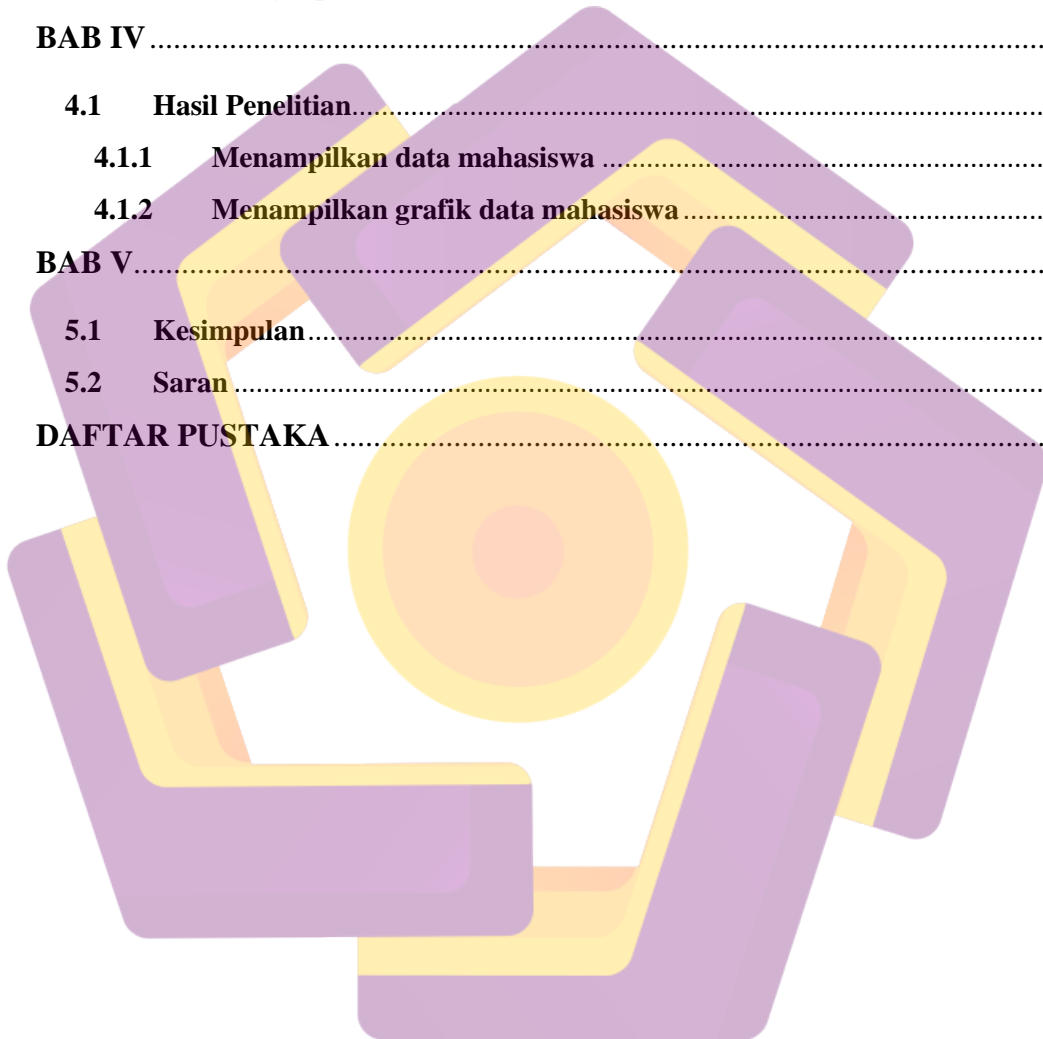 BAB IV ................................................................
4.1 Hasil Penelitian ................................................................
4.1.1 Menampilkan data mahasiswa ................................................................
4.1.2 Menampilkan grafik data mahasiswa ................................................................
BAB V ................................................................
5.1 Kesimpulan ................................................................
5.2 Saran ................................................................
DAFTAR PUSTAKA ................................................................